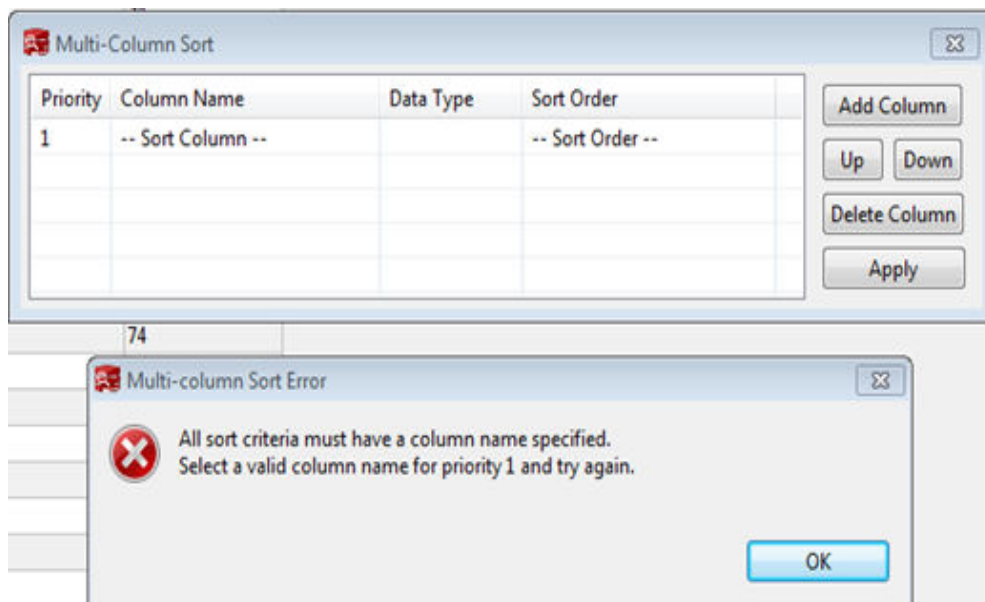 Multi-Column Sort
Priority Column Name Data Type Sort Order
1 -- Sort Column -- -- Sort Order --
Add Column
Up Down
Delete Column
Apply
74
Multi-column Sort Error
All sort criteria must have a column name specified.
Select a valid column name for priority 1 and try again.
OK